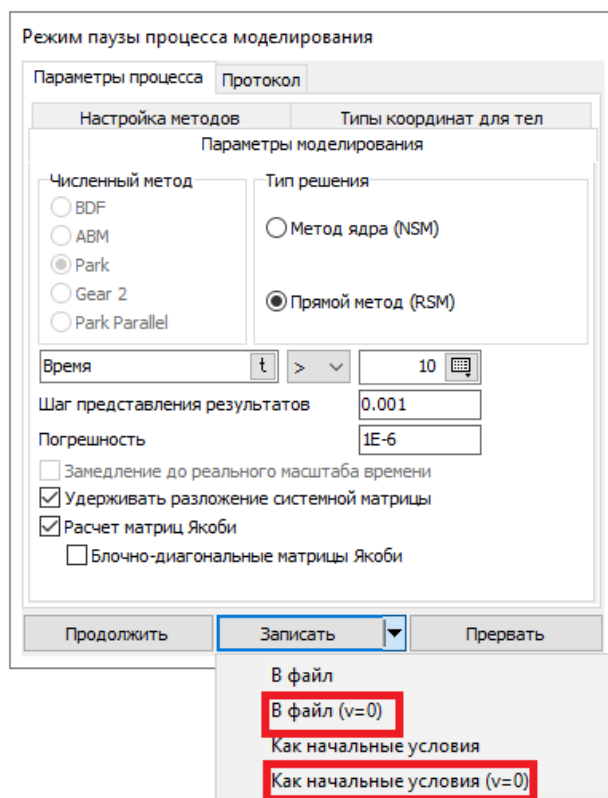 Режим паузы процесса моделирования
Параметры процесса Протокол
Настройка методов Типы координат для тел
Параметры моделирования
Численный метод Тип решения
BDF
ABM
Park
Gear 2
Park Parallel
Метод ядра (NSM)
Прямой метод (RSM)
Время t > 10
Шаг представления результатов 0.001
Погрешность 1E-6
Замедление до реального масштаба времени
Удерживать разложение системной матрицы
Расчет матриц Якоби
Блочно-диагональные матрицы Якоби
Продолжить Записать Прервать
В файл
В файл (v=0)
Как начальные условия
Как начальные условия (v=0)